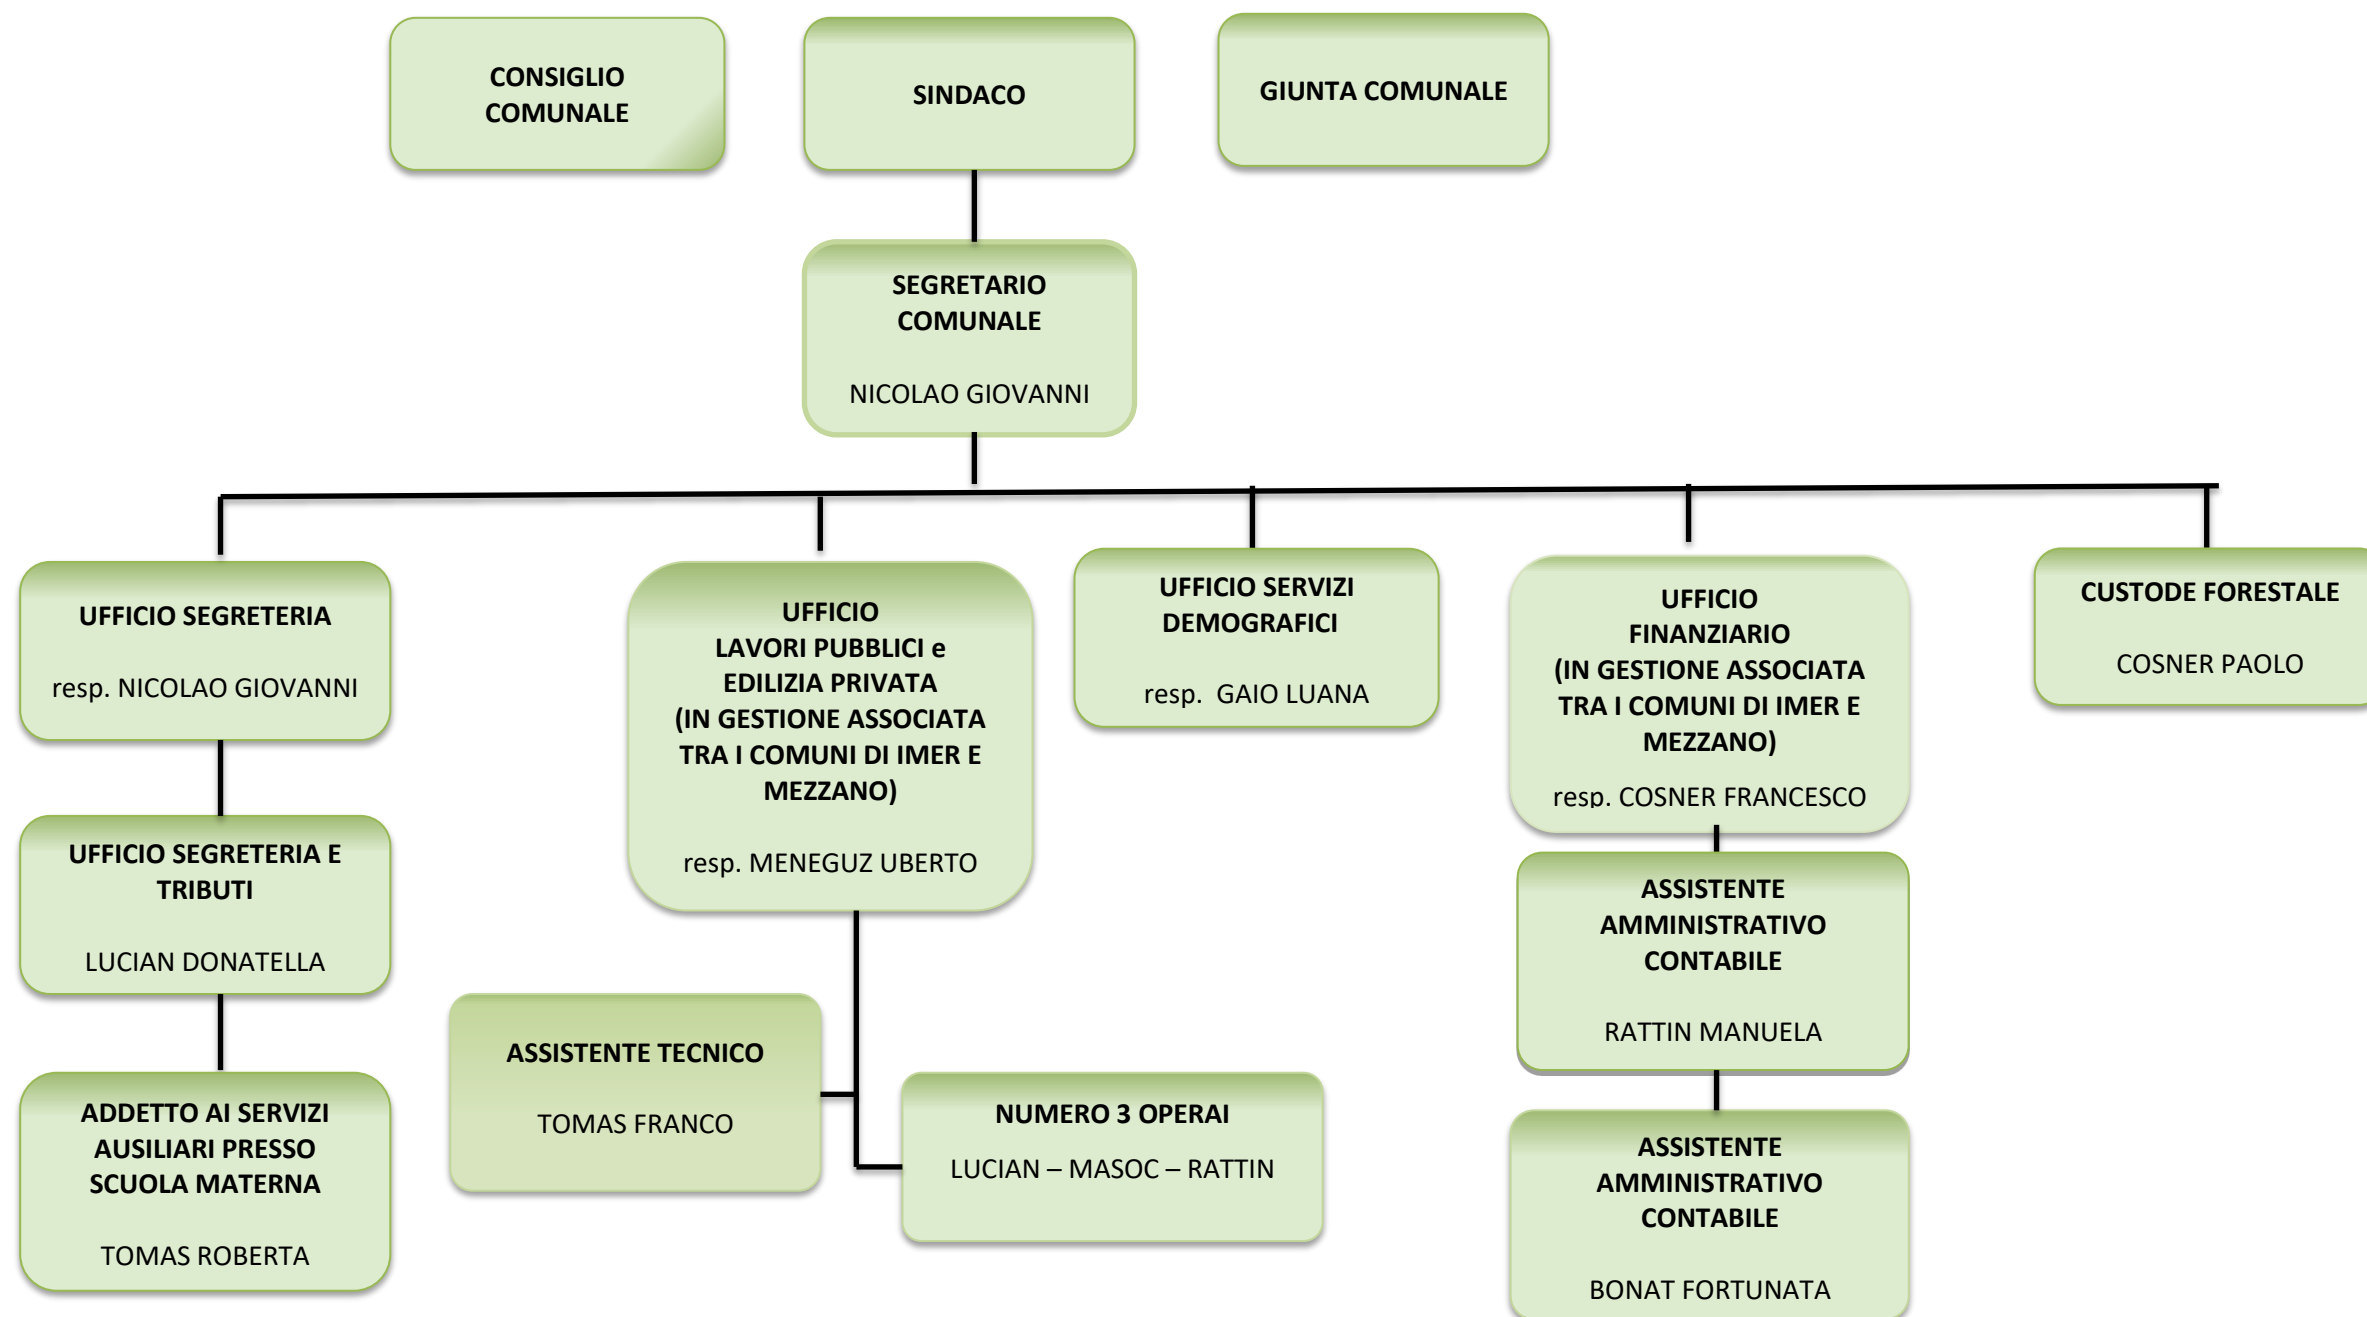 CONSIGLIO
COMUNALE
SINDACO
GIUNTA COMUNALE
SEGRETARIO
COMUNALE
NICOLAO GIOVANNI
UFFICIO SEGRETERIA
resp. NICOLAO GIOVANNI
UFFICIO
LAVORI PUBBLICI e
EDILIZIA PRIVATA
(IN GESTIONE ASSOCIATA
TRA I COMUNI DI IMER E
MEZZANO)
resp. MENEGUZ UBERTO
UFFICIO SERVIZI
DEMOGRAFICI
resp. GAIO LUANA
UFFICIO
FINANZIARIO
(IN GESTIONE ASSOCIATA
TRA I COMUNI DI IMER E
MEZZANO)
resp. COSNER FRANCESCO
CUSTODE FORESTALE
COSNER PAOLO
UFFICIO SEGRETERIA E
TRIBUTI
LUCIAN DONATELLA
ADDETTO AI SERVIZI
AUSILIARI PRESSO
SCUOLA MATERNA
TOMAS ROBERTA
ASSISTENTE TECNICO
TOMAS FRANCO
NUMERO 3 OPERAI
LUCIAN – MASOC – RATTIN
ASSISTENTE
AMMINISTRATIVO
CONTABILE
RATTIN MANUELA
ASSISTENTE
AMMINISTRATIVO
CONTABILE
BONAT FORTUNATA